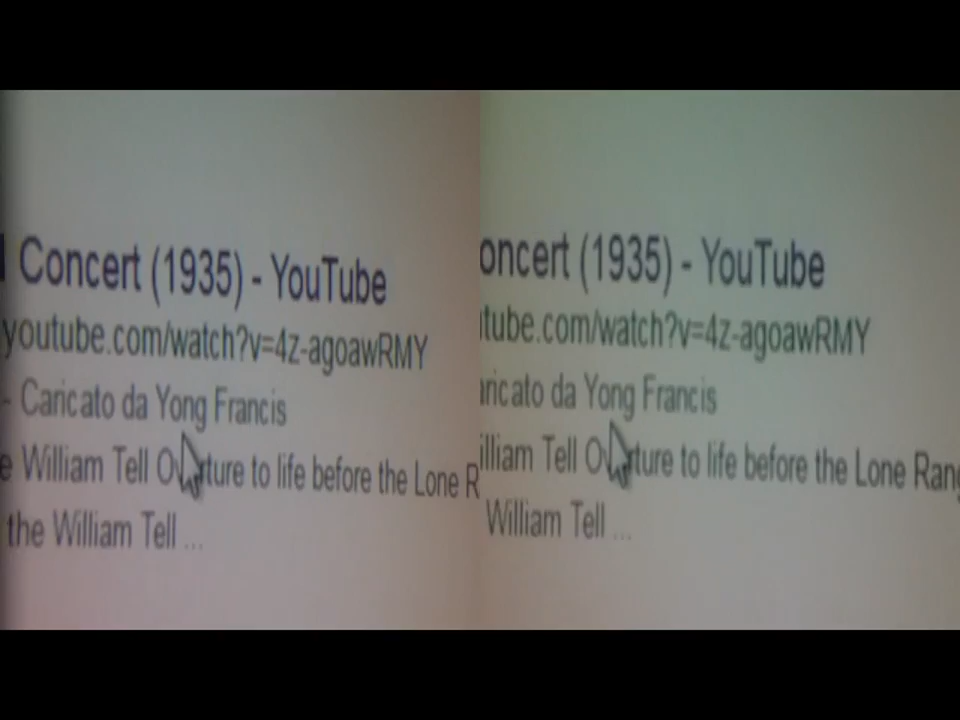 Concert (1935) - YouTube
youtube.com/watch?v=4z-agoawRMY
- Caricato da Yong Francis
e William Tell Overture to life before the Lone R
the William Tell ...
oncert (1935) - YouTube
tube.com/watch?v=4z-agoawRMY
ricato da Yong Francis
illiam Tell Overture to life before the Lone Rang
William Tell ...